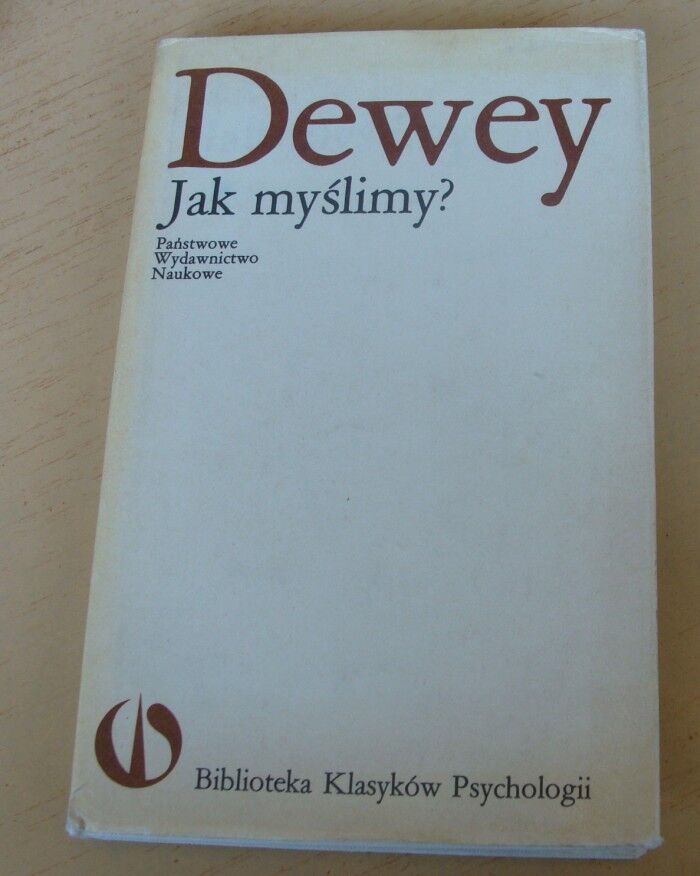 Dewey
Jak myślimy?
Państwowe
Wydawnictwo
Naukowe
Biblioteka Klasyków Psychologii